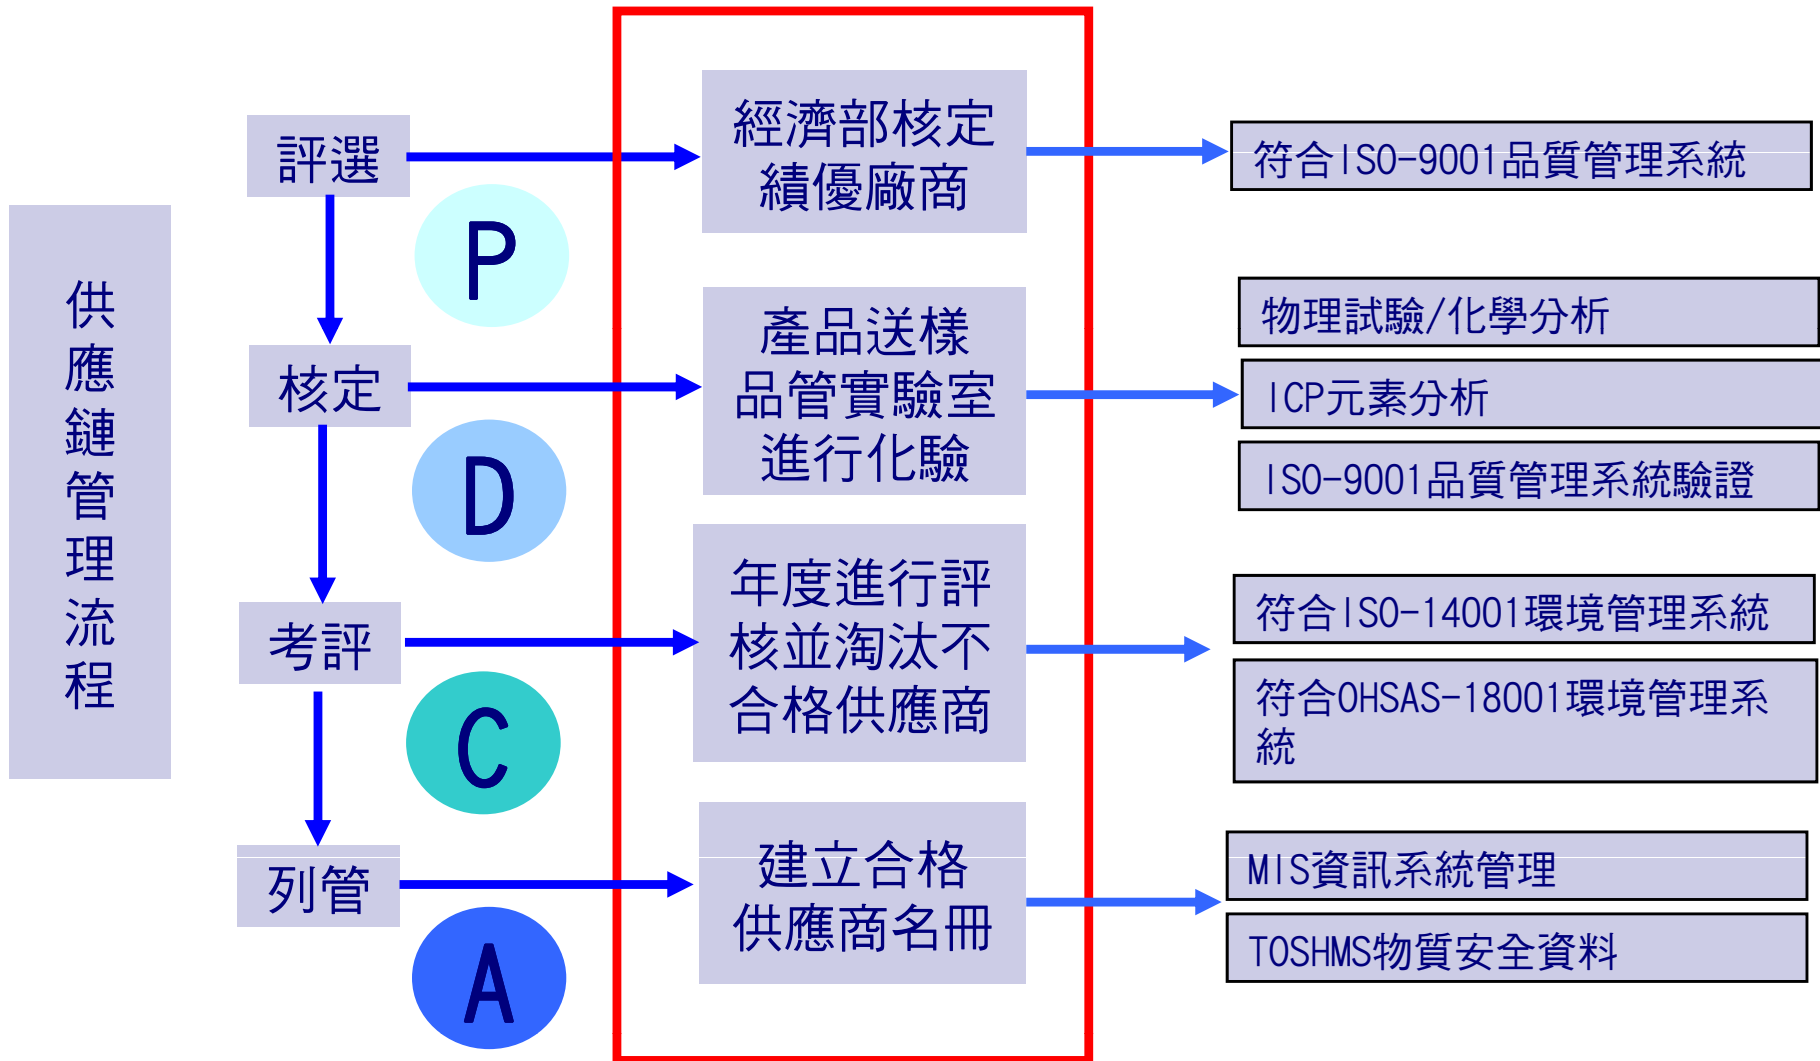 供應鏈管理流程
評選
P
經濟部核定
績優廠商
符合ISO-9001品質管理系統
核定
D
產品送樣
品管實驗室
進行化驗
物理試驗/化學分析
ICP元素分析
ISO-9001品質管理系統驗證
考評
C
年度進行評
核並淘汰不
合格供應商
符合ISO-14001環境管理系統
符合OHSAS-18001環境管理系
統
列管
A
建立合格
供應商名冊
MIS資訊系統管理
TOSHMS物質安全資料